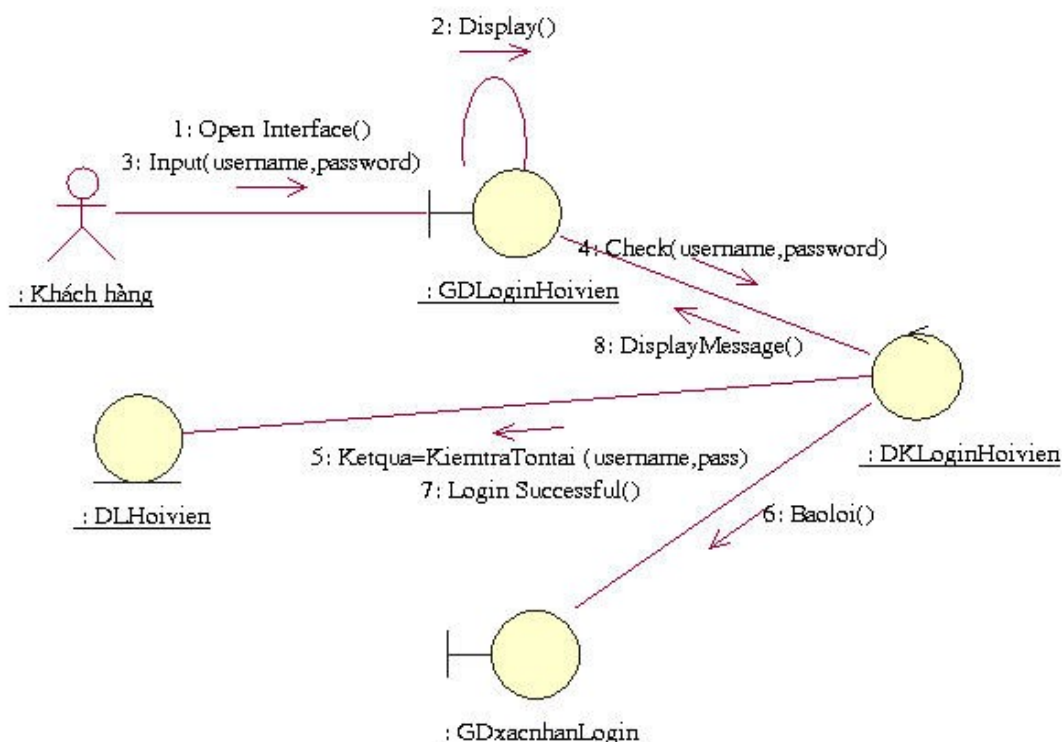 2: Display()
1: Open Interface()
3: Input(username,password)
: Khách hàng
: GDLoginHoivien
4: Check(username,password)
8: DisplayMessage()
5: Ketqua=KiemtraTontai (username,pass)
7: Login Successful()
: DKLoginHoivien
: DLHoivien
6: Baoloi()
: GDxacnhanLogin